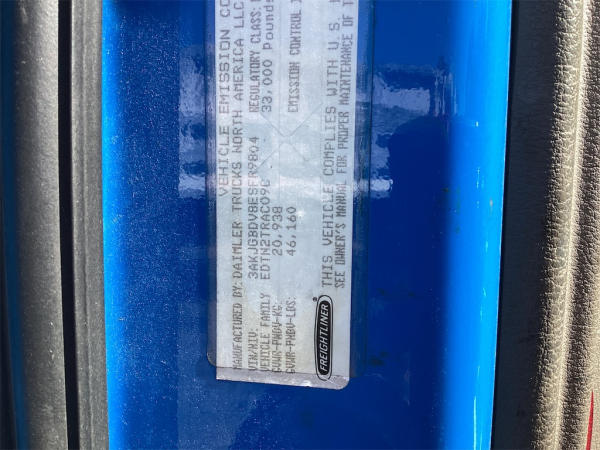 VEHICLE EMISSION CO
MANUFACTURED BY: DAIMLER TRUCKS NORTH AMERICA LLC
VIN/NIV: 3AKJGBDV8ESFR9804 REGULATORY CLASS:
VEHICLE FAMILY EDTN2TRAC09C 33,000 Pounds
GVWR-PNBV-KG: 20,938
GVWR-PNBV-LBS: 46,160 EMISSION CONTROL
THIS VEHICLE COMPLIES WITH U.S.
SEE OWNER'S MANUAL FOR PROPER MAINTENANCE OF T
FREIGHTLINER